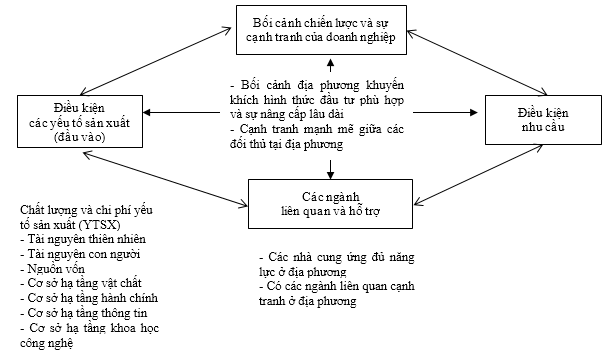 Bối cảnh chiến lược và sự
cạnh tranh của doanh nghiệp
- Bối cảnh địa phương khuyến
khích hình thức đầu tư phù hợp
và sự nâng cấp lâu dài
- Cạnh tranh mạnh mẽ giữa các
đối thủ tại địa phương
Điều kiện
các yếu tố sản xuất
(đầu vào)
Điều kiện
nhu cầu
Các ngành
liên quan và hỗ trợ
Chất lượng và chi phí yếu
tố sản xuất (YTSX)
- Tài nguyên thiên nhiên
- Tài nguyên con người
- Nguồn vốn
- Cơ sở hạ tầng vật chất
- Cơ sở hạ tầng hành chính
- Cơ sở hạ tầng thông tin
- Cơ sở hạ tầng khoa học
công nghệ
- Các nhà cung ứng đủ năng
lực ở địa phương
- Có các ngành liên quan cạnh
tranh ở địa phương